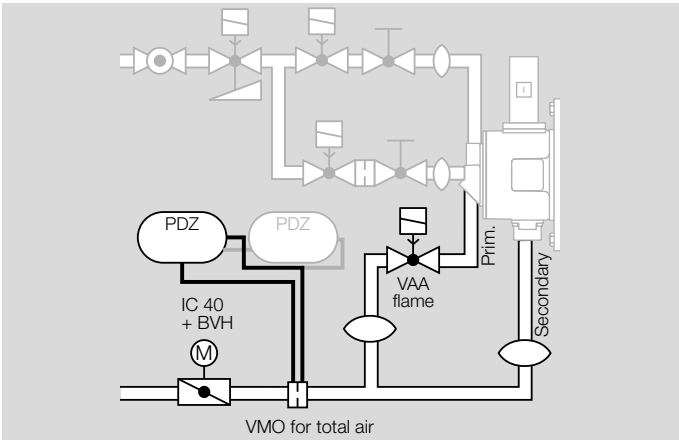 PDZ
PDZ
Prim.
VAA
flame
Secondary
IC 40
+ BVH
M
VMO for total air